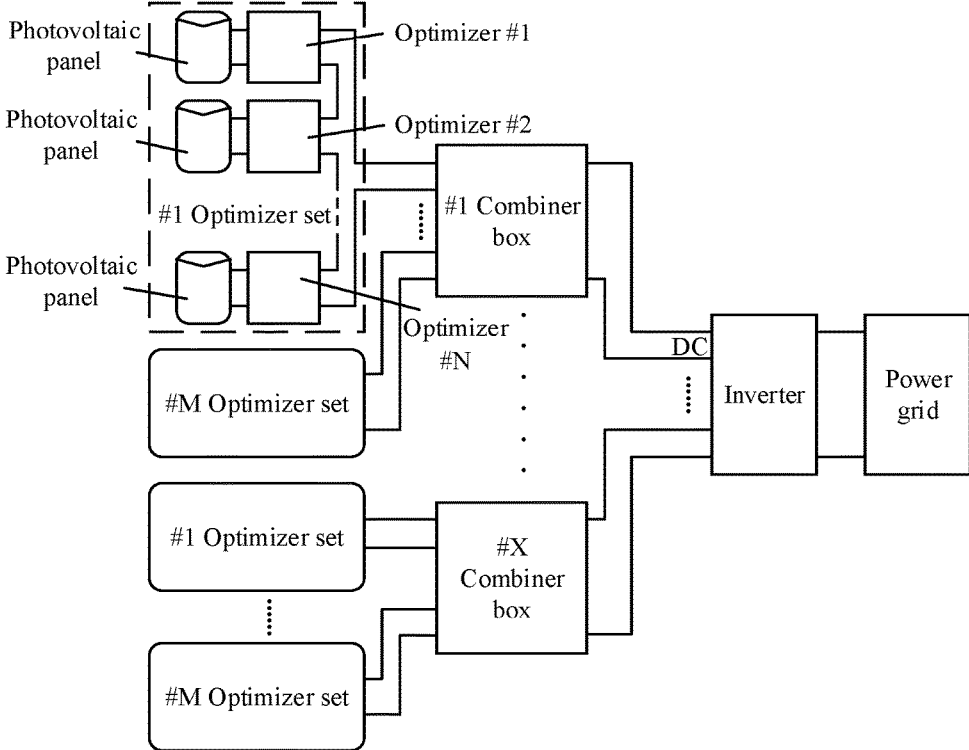 Photovoltaic
panel
Optimizer #1
Photovoltaic
panel
Optimizer #2
#1 Optimizer set
#1 Combiner
box
Photovoltaic
panel
Optimizer
#N
#M Optimizer set
DC
Inverter
Power
grid
#1 Optimizer set
#X
Combiner
box
#M Optimizer set